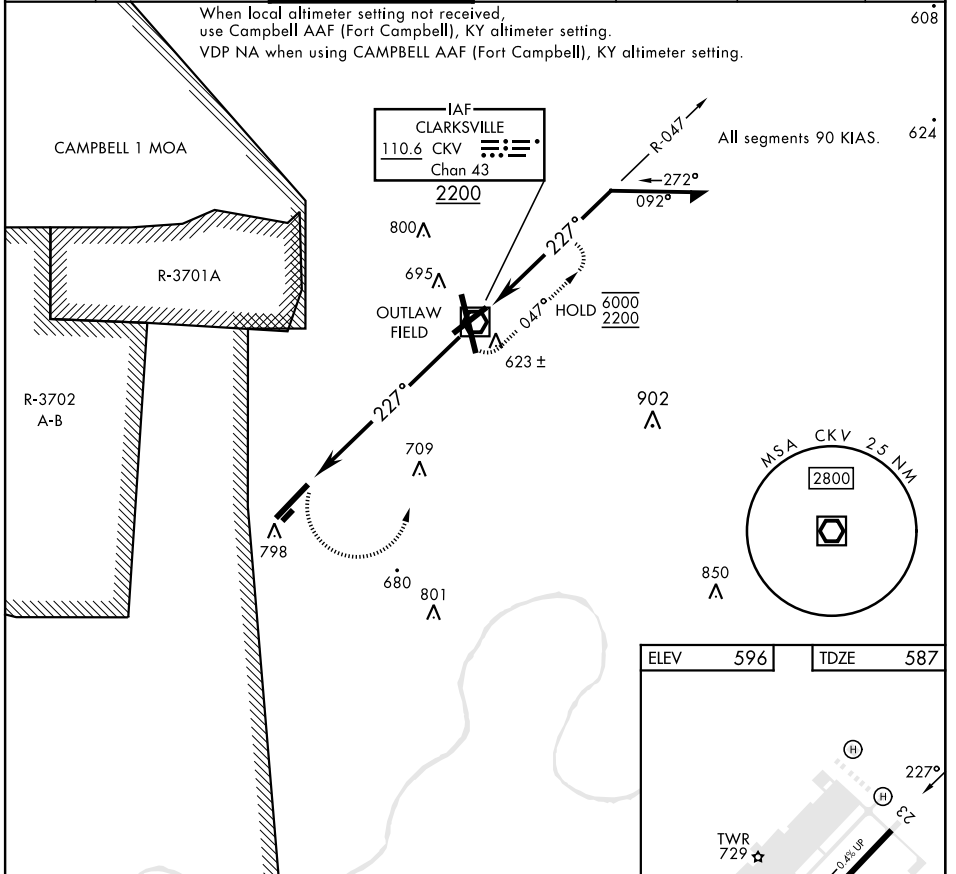 When local altimeter setting not received,
use Campbell AAF (Fort Campbell), KY altimeter setting.
VDP NA when using CAMPBELL AAF (Fort Campbell), KY altimeter setting.
608
CAMPBELL 1 MOA
IAF
CLARKSVILLE
110.6 CKV
Chan 43
2200
R-047
All segments 90 KIAS.
624
272°
092°
800
227°
R-3701A
695
OUTLAW
FIELD
047°
HOLD 6000
2200
623 ±
R-3702
A-B
227°
902
709
MSA CKV 25 NM
2800
798
680
801
850
ELEV 596
TDZE 587
H
227°
H
23
TWR
729
0.4% UP